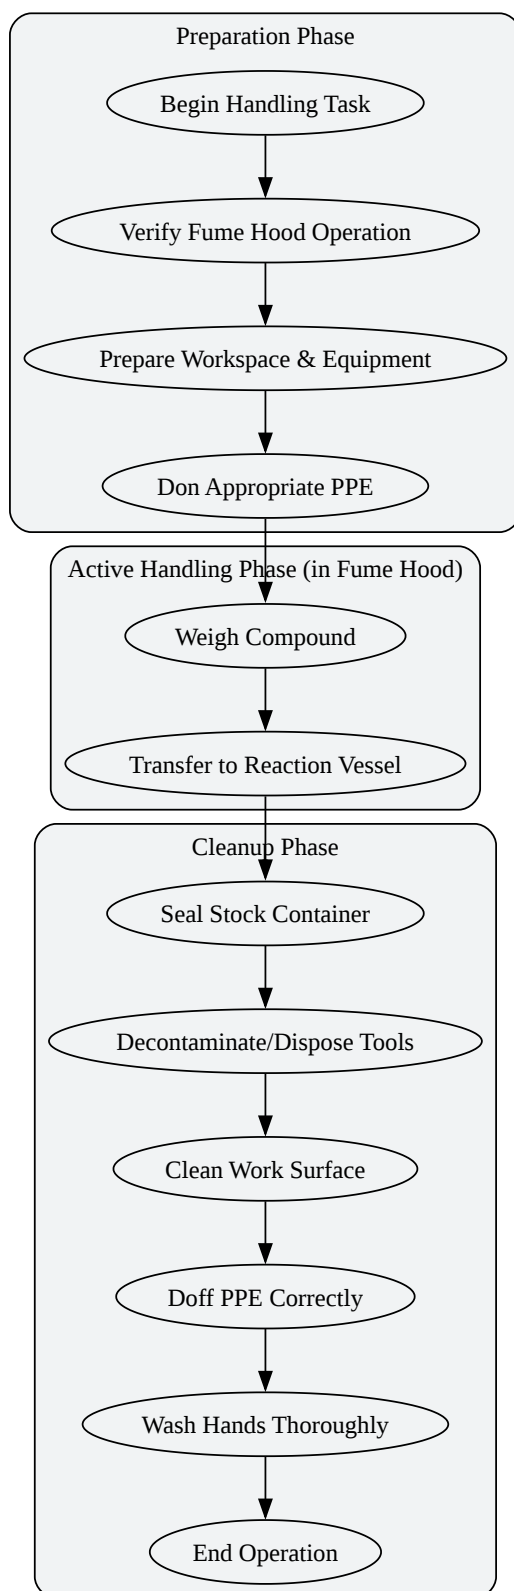 Preparation Phase
Begin Handling Task
Verify Fume Hood Operation
Prepare Workspace & Equipment
Don Appropriate PPE
Active Handling Phase (in Fume Hood)
Weigh Compound
Transfer to Reaction Vessel
Cleanup Phase
Seal Stock Container
Decontaminate/Dispose Tools
Clean Work Surface
Doff PPE Correctly
Wash Hands Thoroughly
End Operation